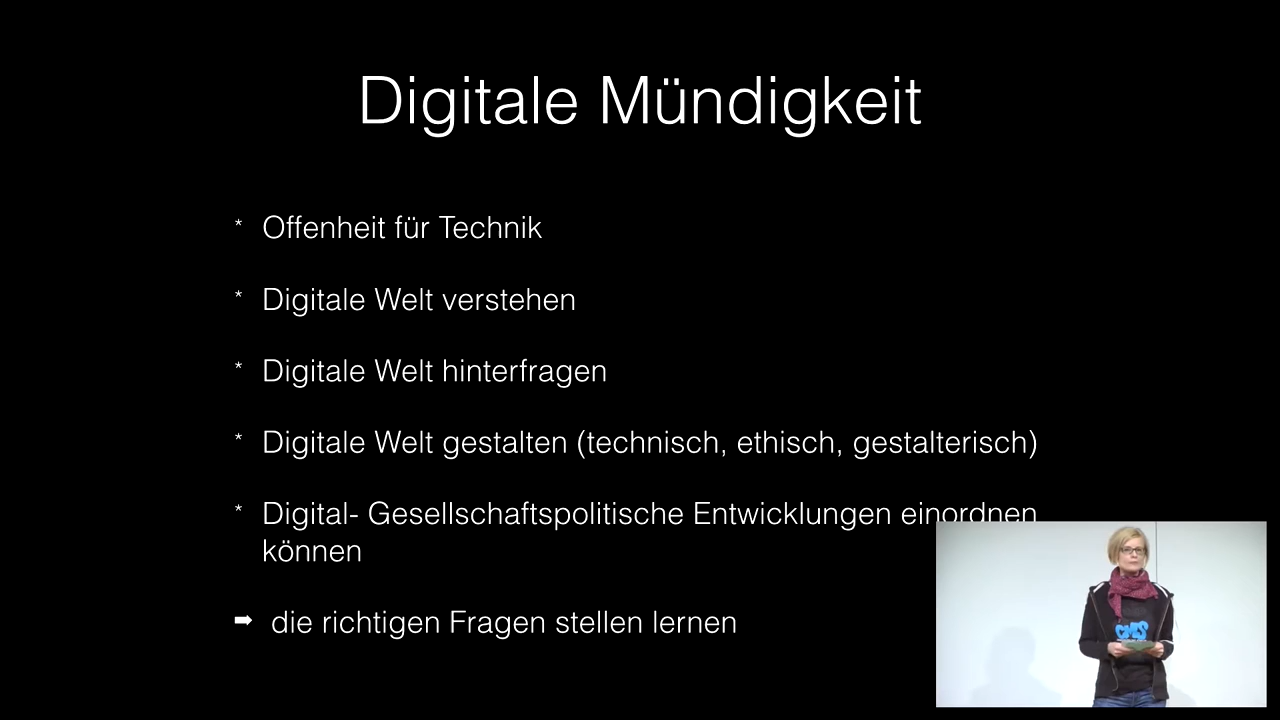 Digitale Mündigkeit
* Offenheit für Technik
* Digitale Welt verstehen
* Digitale Welt hinterfragen
* Digitale Welt gestalten (technisch, ethisch, gestalterisch)
* Digital- Gesellschaftspolitische Entwicklungen einordnen
können
➡ die richtigen Fragen stellen lernen